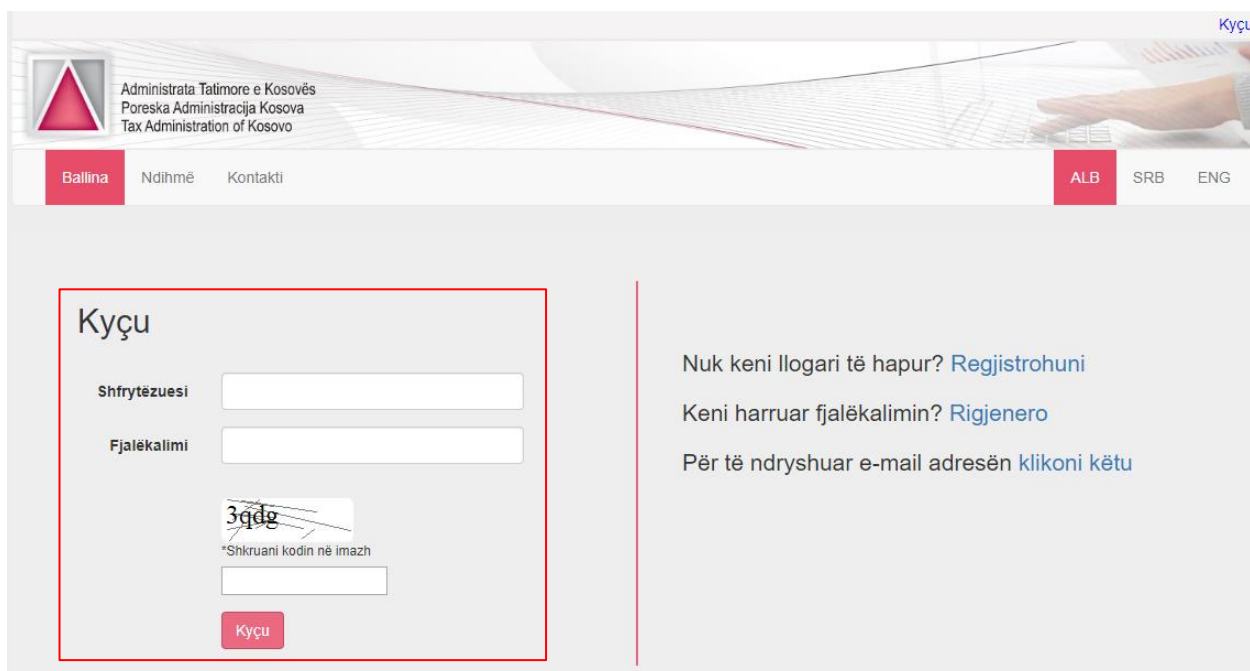 Kyçu
Administrata Tatimore e Kosovës
Poreska Administracija Kosova
Tax Administration of Kosovo
Ballina Ndihmë Kontakti ALB SRB ENG
Kyçu
Shfrytëzuesi
Fjalëkalimi
3qdg
*Shkruani kodin në imazh
Kyçu
Nuk keni llogari të hapur? Regjistrohuni
Keni harruar fjalëkalimin? Rigjenero
Për të ndryshuar e-mail adresën klikoni këtu